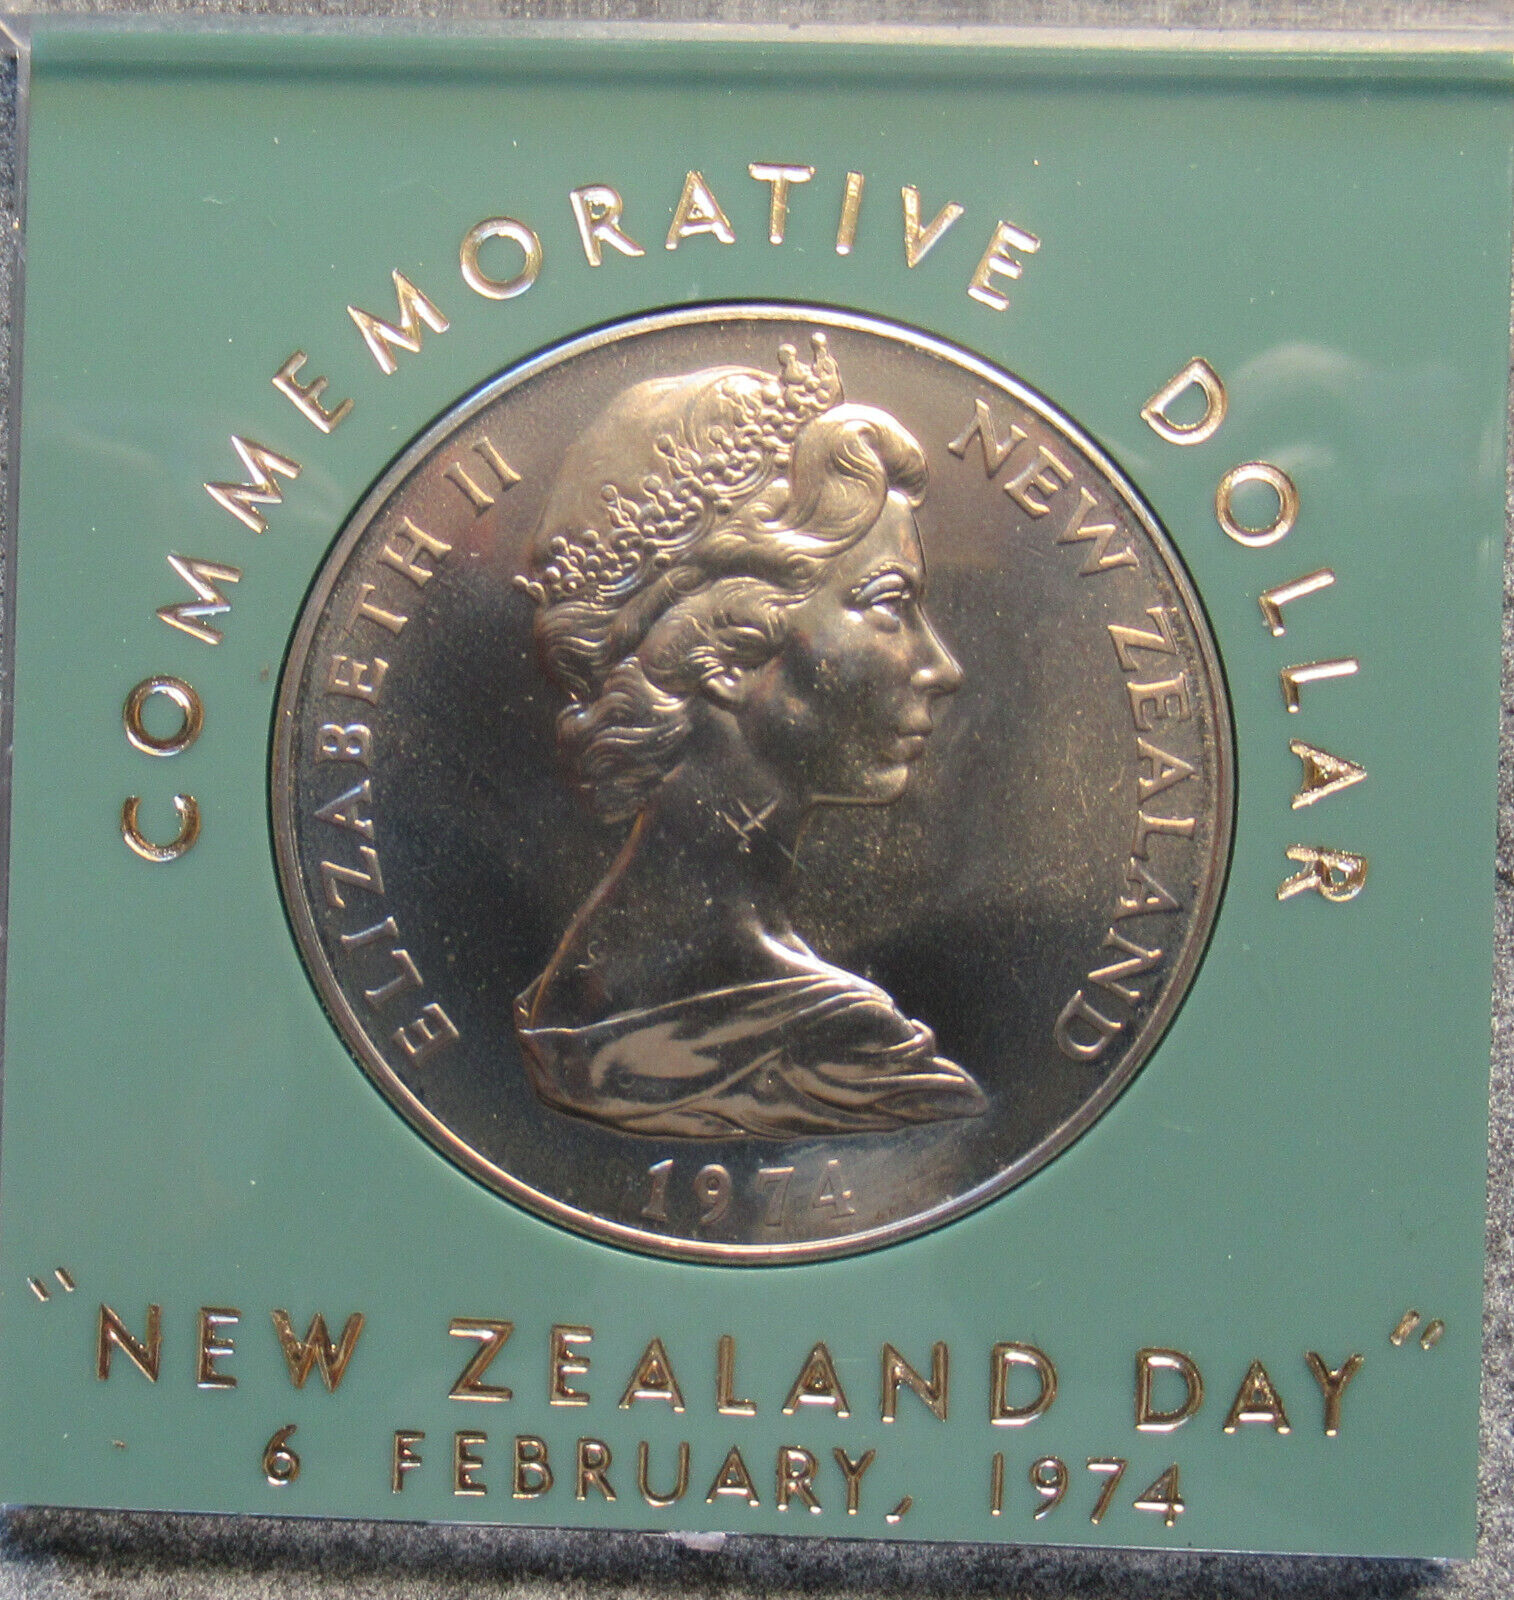 COMMEMORATIVE DOLLAR
ELIZABETH II NEW ZEALAND
1974
"NEW ZEALAND DAY"
6 FEBRUARY, 1974